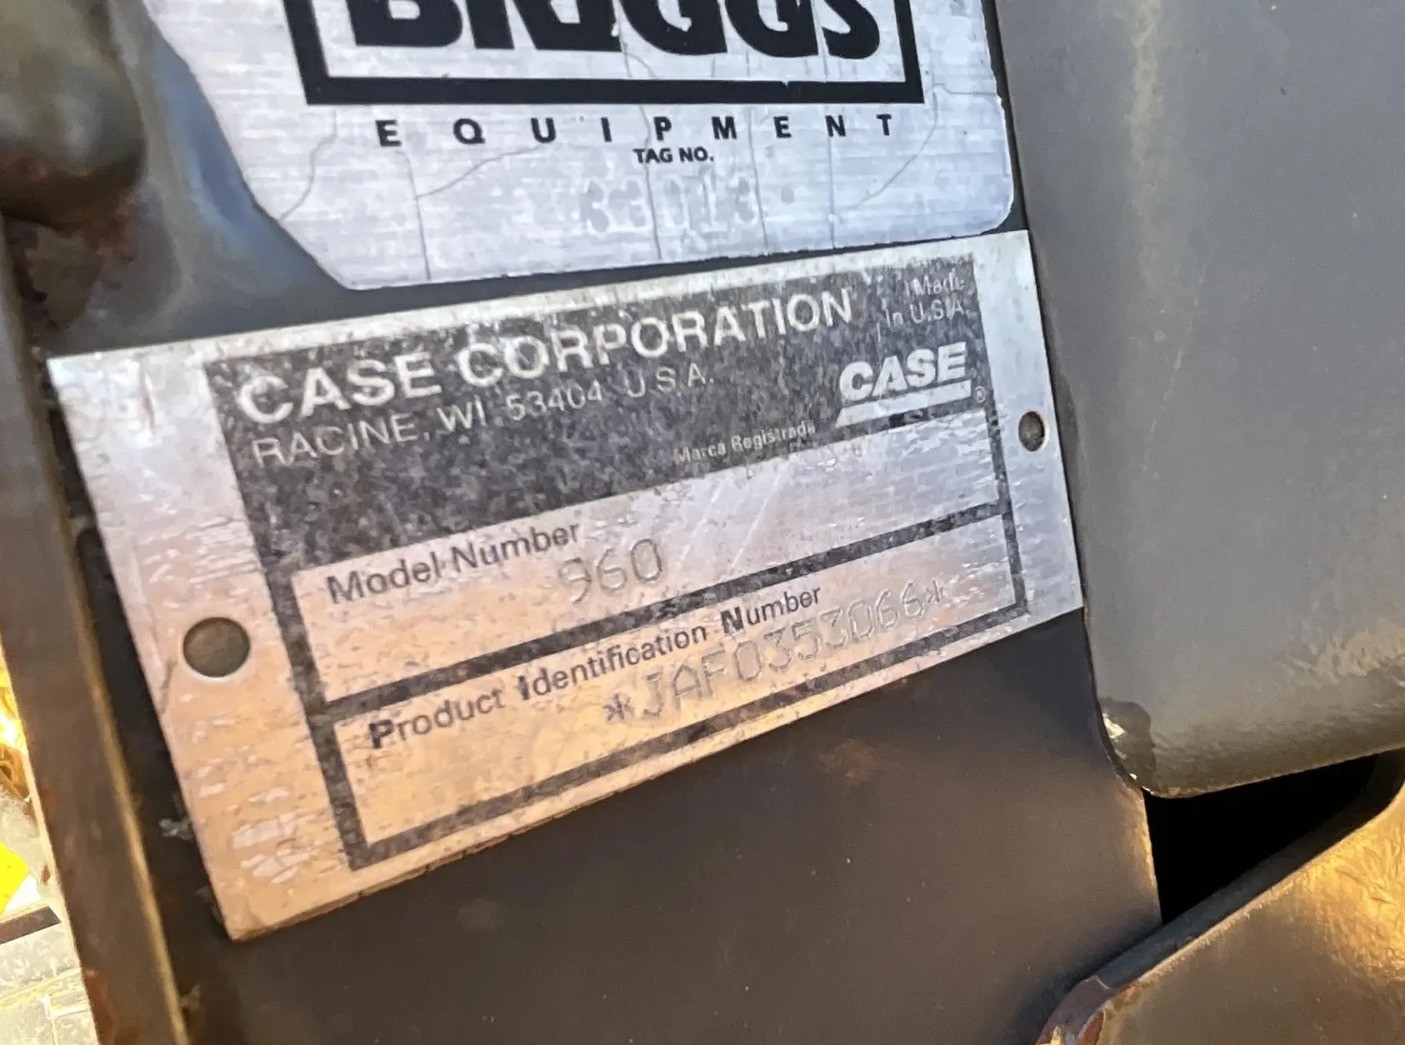 BRIGGS
EQUIPMENT
TAG NO.
33013
CASE CORPORATION
RACINE, WI 53404 U.S.A.
Made
in U.S.A.
CASE®
Marca Registrada
Model Number
960
Product Identification Number
*JAF0353066*